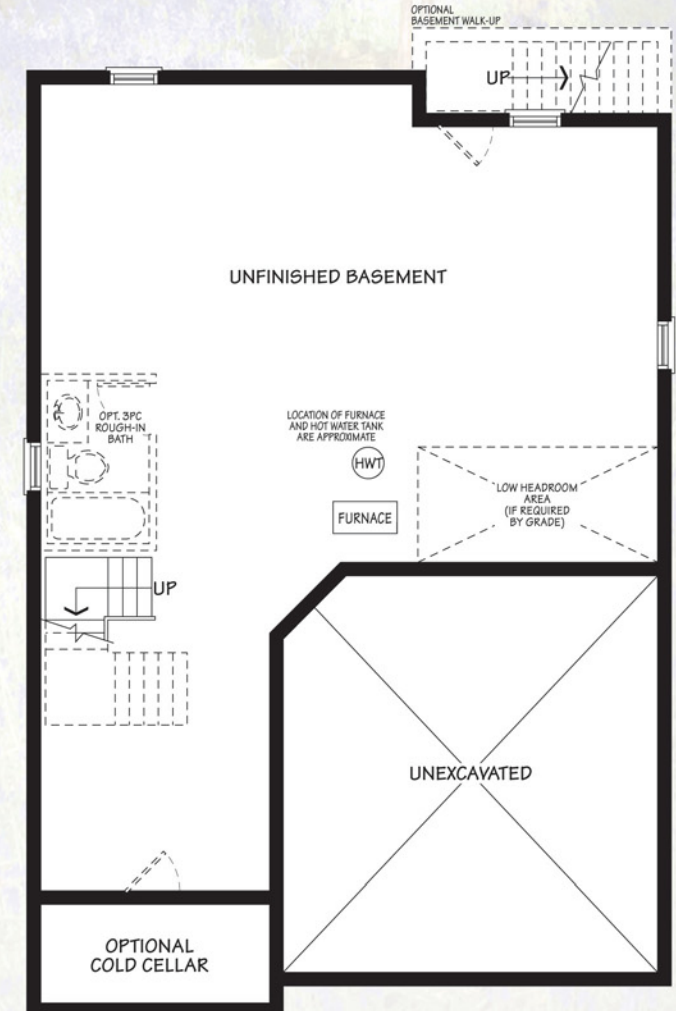 OPTIONAL
BASEMENT WALK-UP
UP
UNFINISHED BASEMENT
OPT. 3PC
ROUGH-IN
BATH
LOCATION OF FURNACE
AND HOT WATER TANK
ARE APPROXIMATE
HWT
FURNACE
LOW HEADROOM
AREA
(IF REQUIRED
BY GRADE)
UP
UNEXCAVATED
OPTIONAL
COLD CELLAR